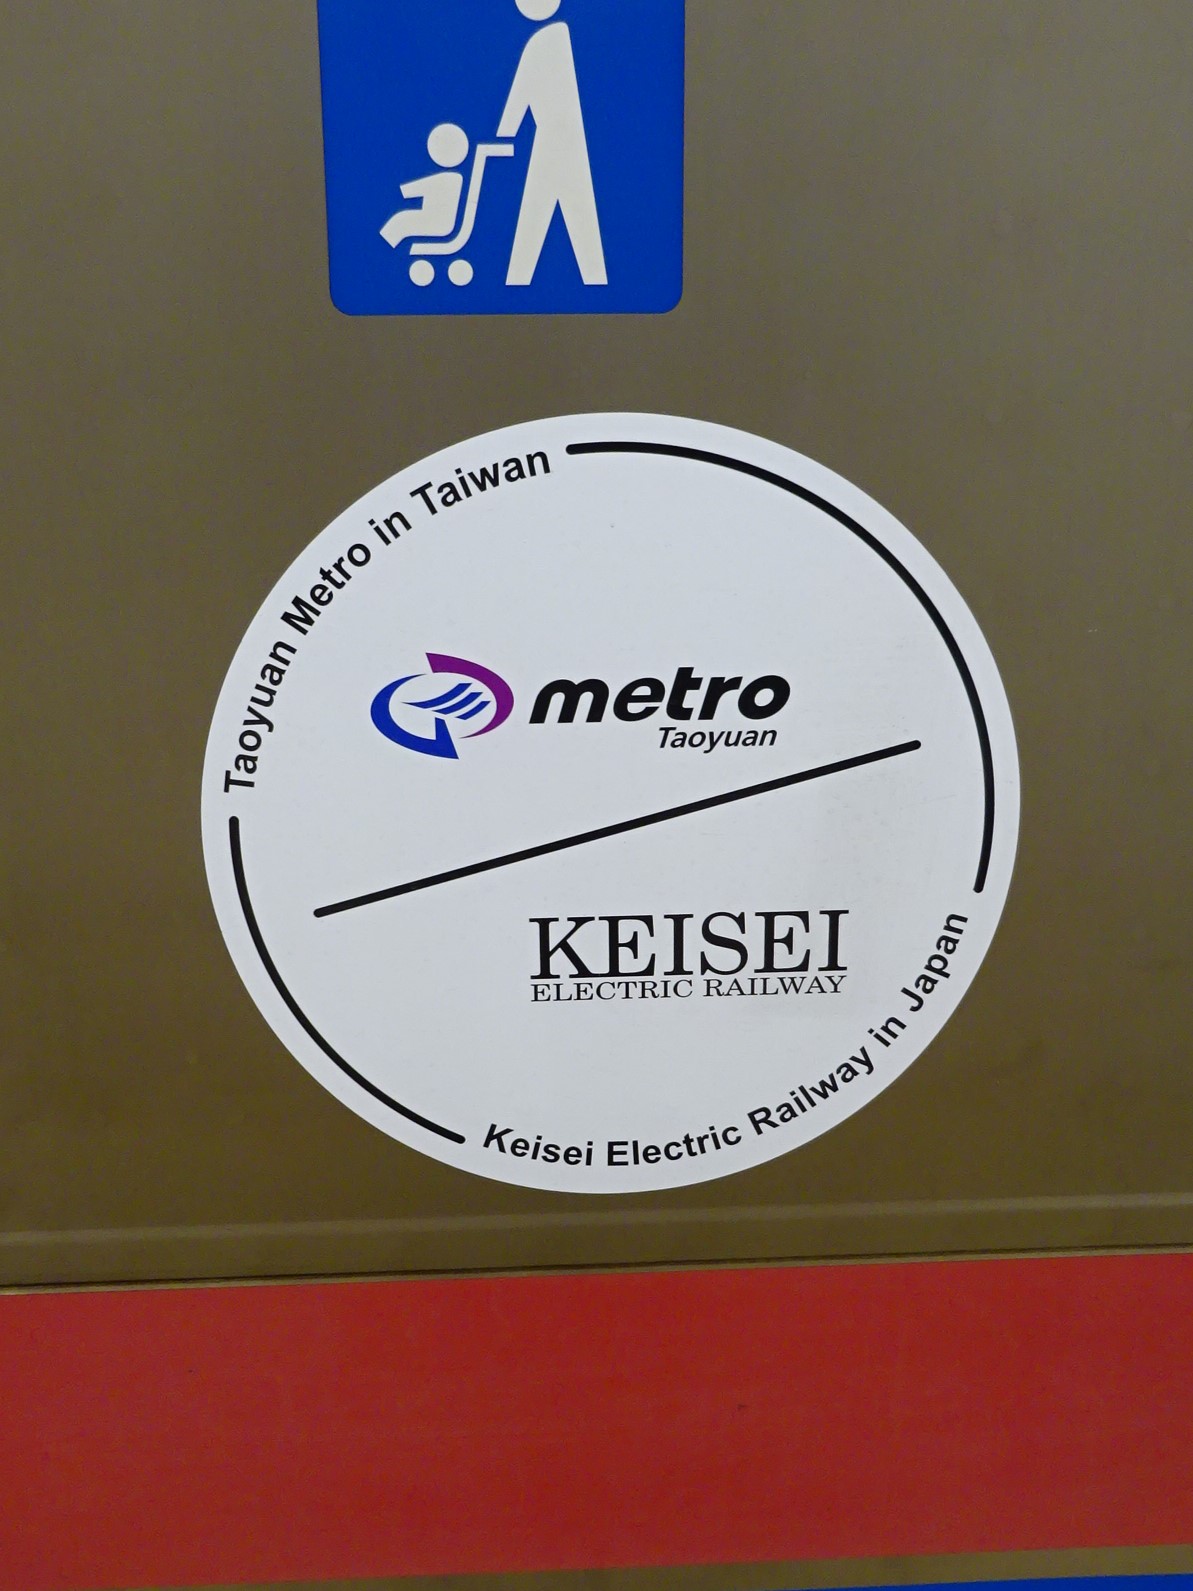 Taoyuan Metro in Taiwan
metro
Taoyuan
KEISEI
ELECTRIC RAILWAY
Keisei Electric Railway in Japan